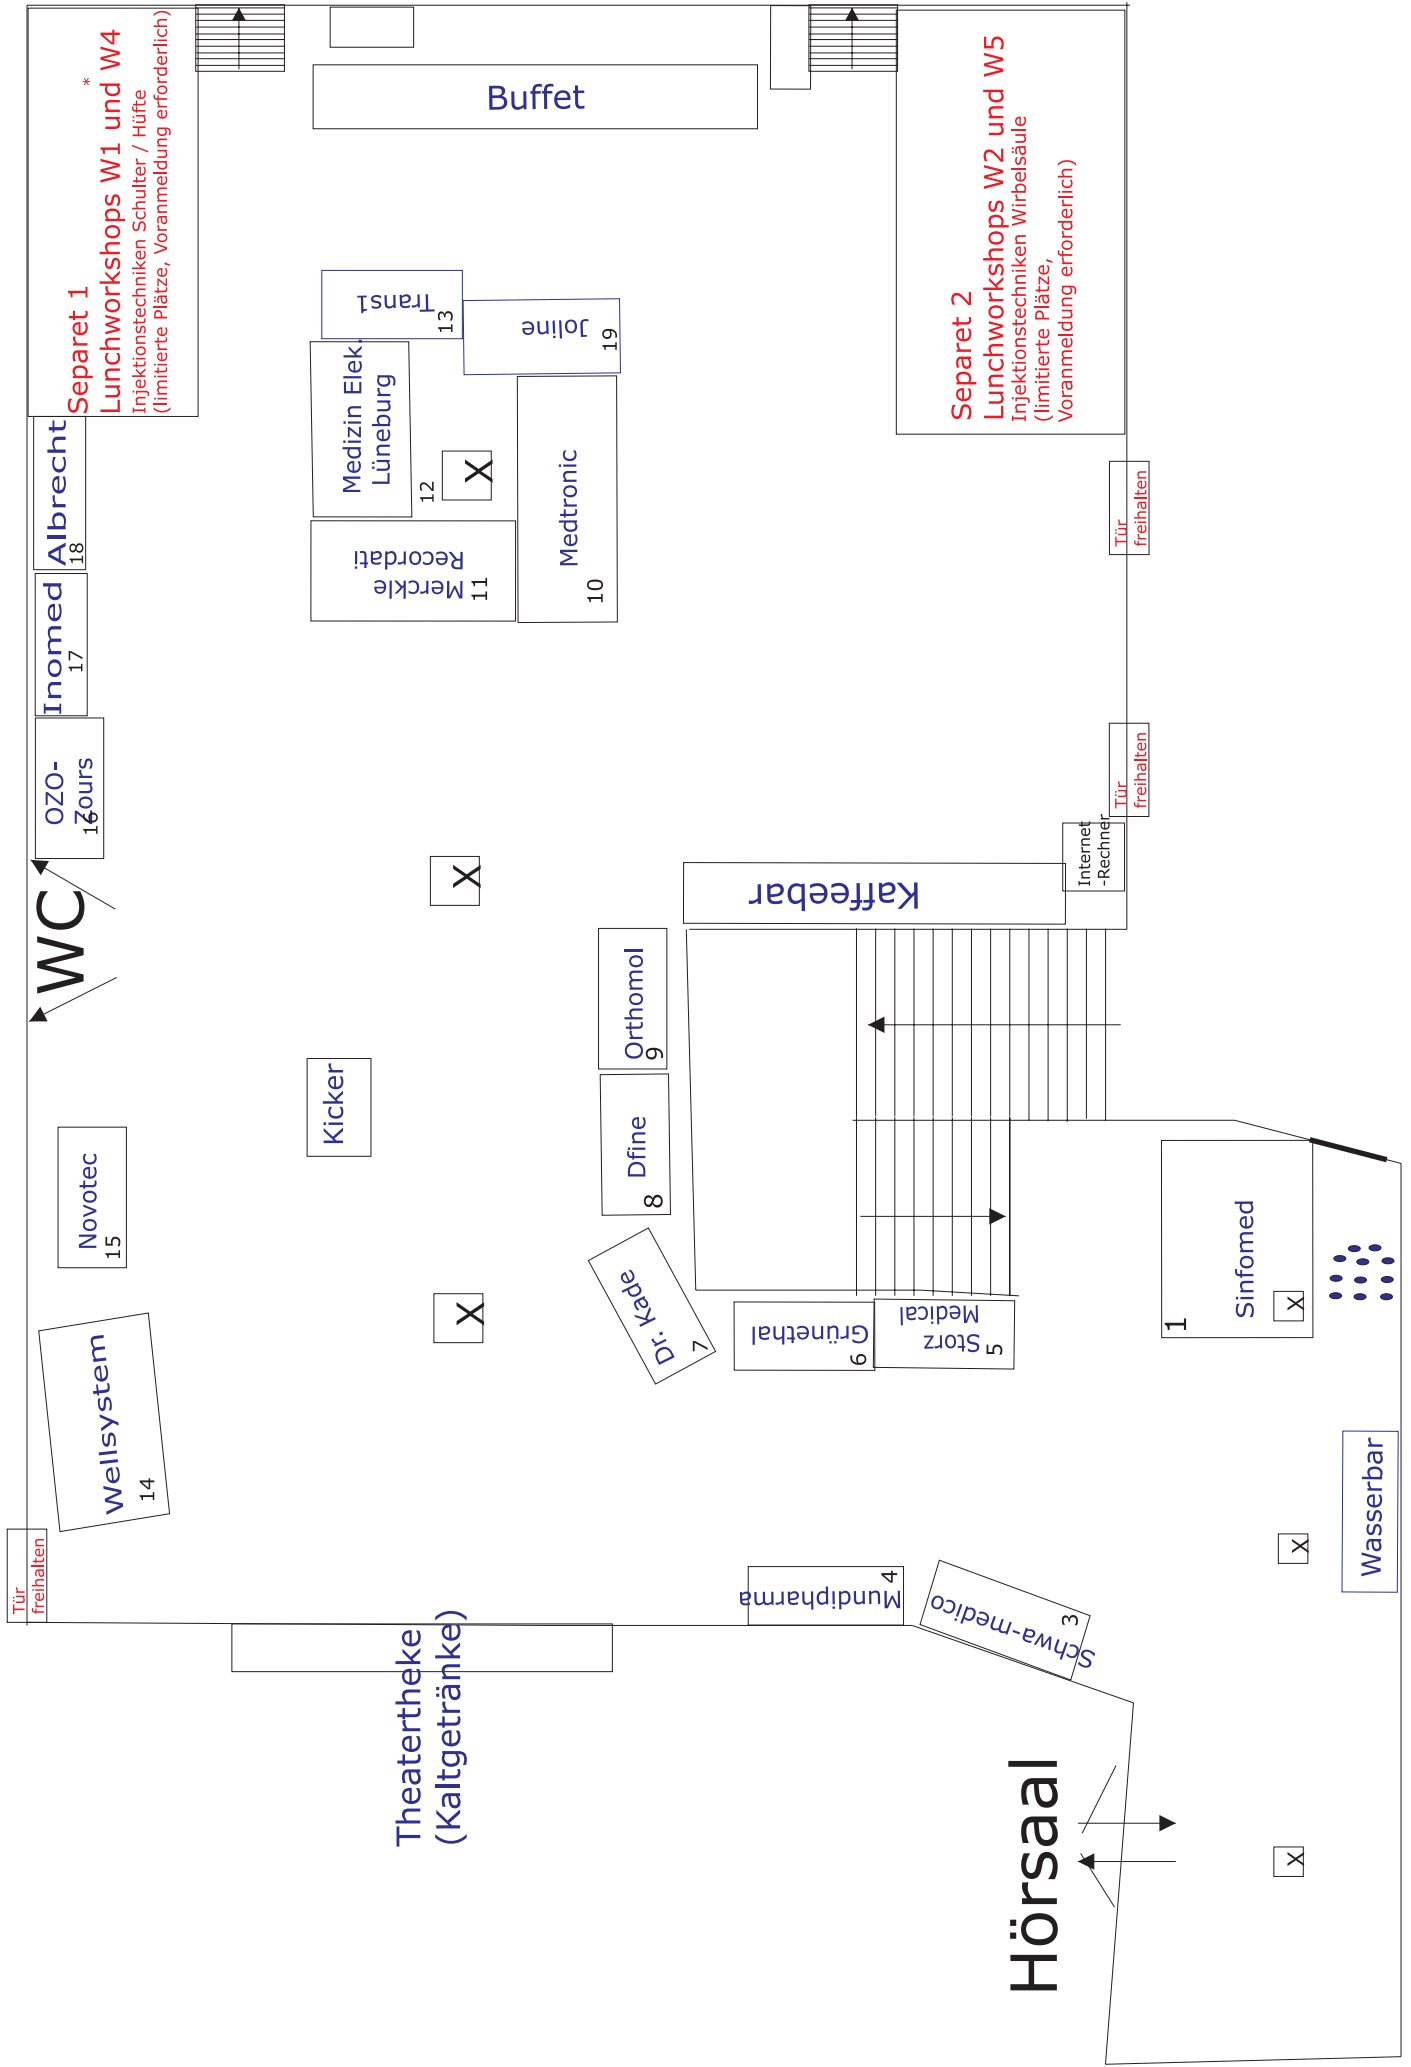 Separet 1
Lunchworkshops W1 und W4
*
Injektionstechniken Schulter / Hüfte
(limitierte Plätze, Voranmeldung erforderlich)
Buffet
Separet 2
Lunchworkshops W2 und W5
Injektionstechniken Wirbelsäule
(limitierte Plätze,
Voranmeldung erforderlich)
Trans1
13
Joline
19
Medizin Elek.
Lüneburg
12
X
Medtronic
10
Merckle
Recordati
11
Albrecht
18
Inomed
17
OZO-
Zours
16
WC
Tür
freihalten
Tür
freihalten
Internet
-Rechner
Kaffeebar
X
Orthomol
9
Dfine
8
Kicker
Novotec
15
X
Dr. Kade
7
Grünethal
6
Storz
Medical
5
Sinfomed
1
X
Wellsystem
14
Tür
freihalten
Wasserbar
X
Mundipharma
4
Schwa-medico
3
Theatertheke
(Kaltgetränke)
Hörsaal
X